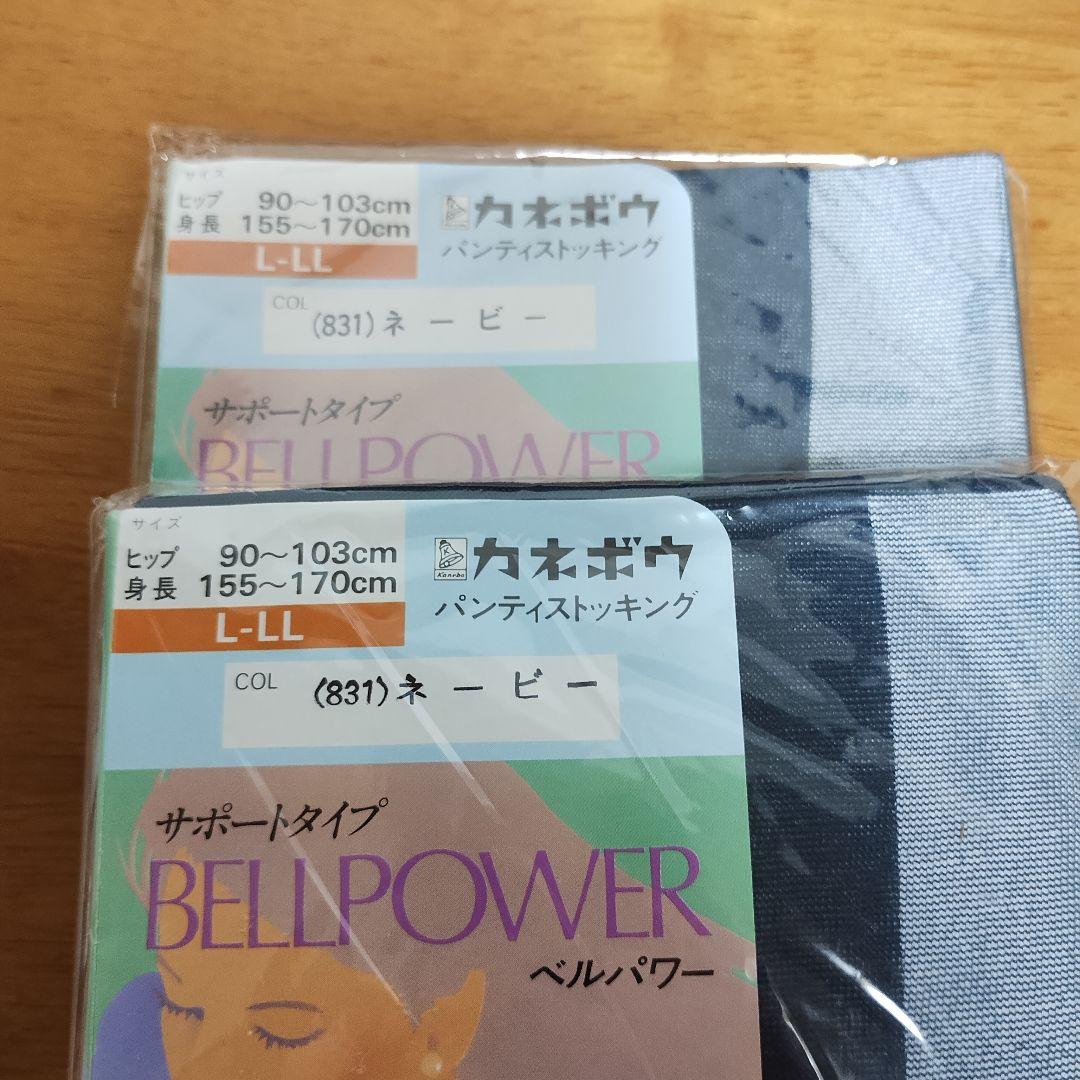 サイズ
ヒップ 90〜103cm
身長 155〜170cm
L-LL
カネボウ
パンティストッキング
COL (831)ネービー
サポートタイプ
BELLPOWER
サイズ
ヒップ 90〜103cm
身長 155〜170cm
L-LL
Kanebo
カネボウ
パンティストッキング
COL (831)ネービー
サポートタイプ
BELLPOWER
ベルパワー